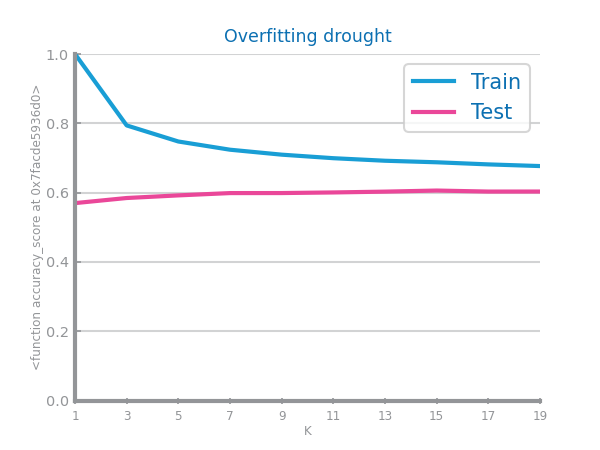 Overfitting drought
<function accuracy_score at 0x7facde5936d0>
1.0
0.8
0.6
0.4
0.2
0.0
Train
Test
1 3 5 7 9 11 13 15 17 19
K